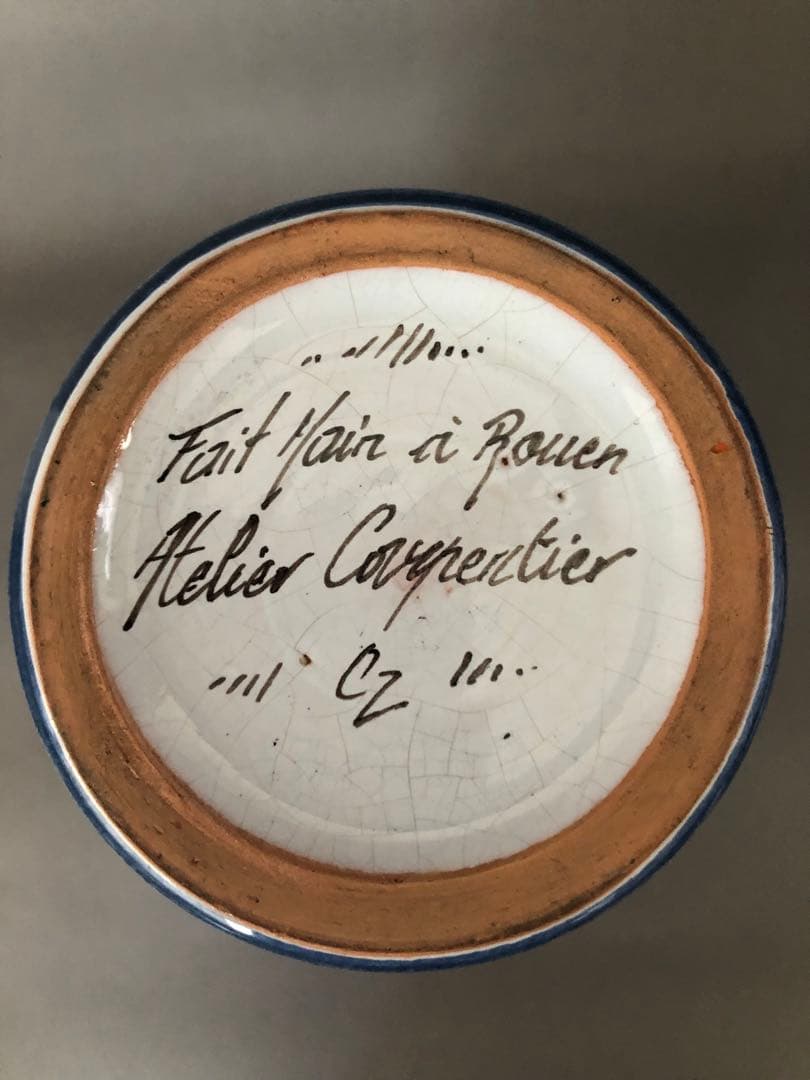 Fait Main à Rouen
Atelier Carpentier
CZ